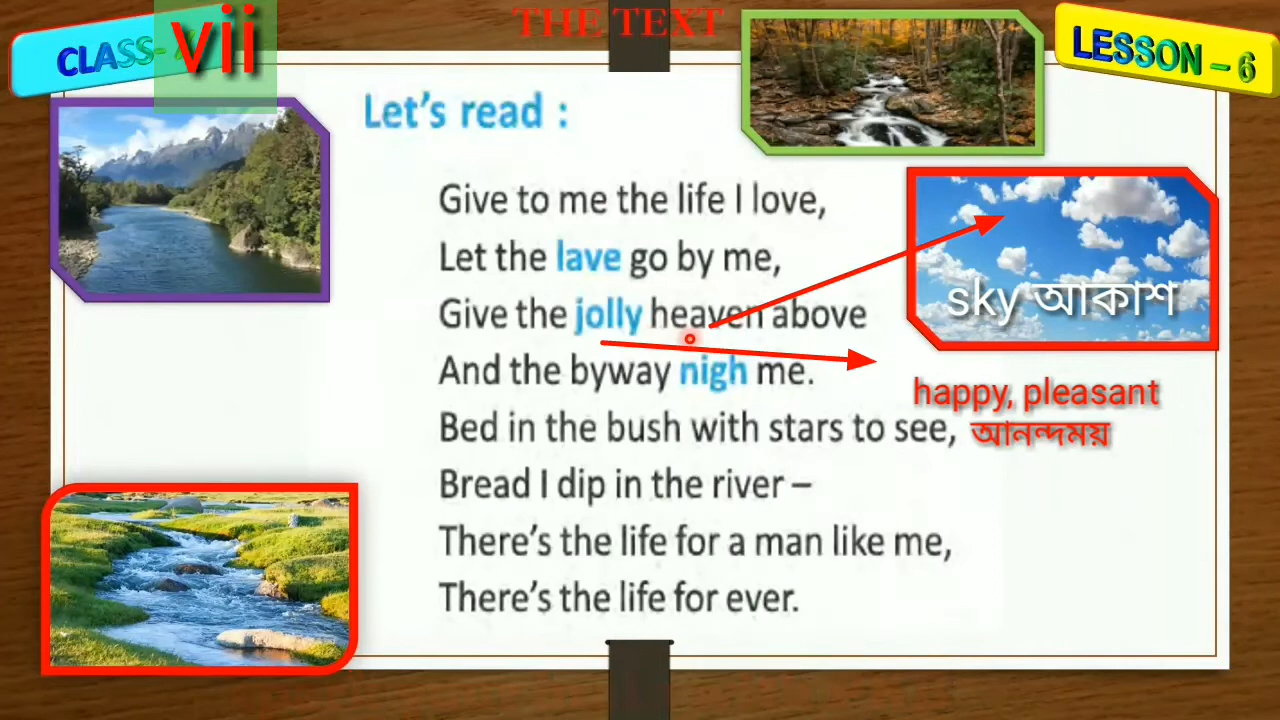 THE TEXT
CLASS- vii
LESSON – 6
Let's read :
Give to me the life I love,
Let the lave go by me,
Give the jolly heaven above
And the byway nigh me.
Bed in the bush with stars to see,
Bread I dip in the river –
There's the life for a man like me,
There's the life for ever.
sky আকাশ
happy, pleasant
আনন্দময়